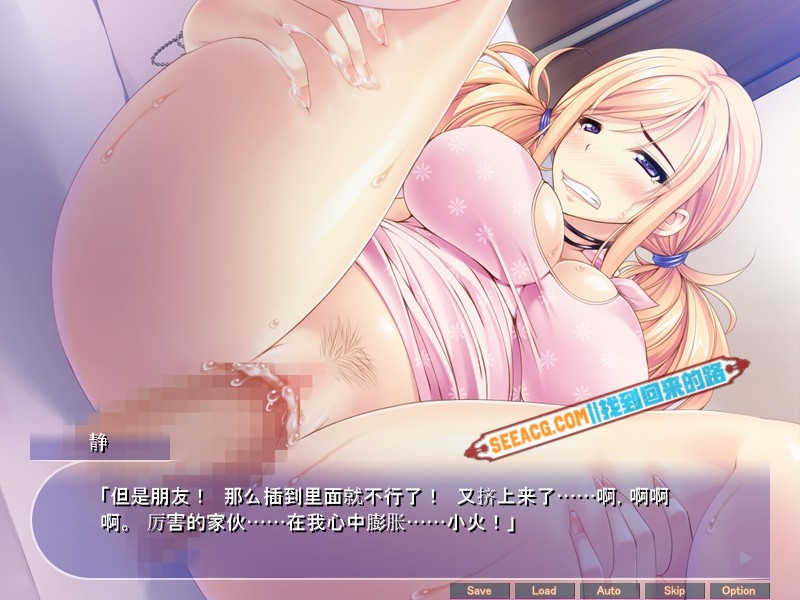 SEEACG.COM||找到回来的路
静
「但是朋友！ 那么插到里面就不行了！ 又挤上来了……啊,啊啊
啊。 厉害的家伙……在我心中膨胀……小火！」
Save Load Auto Skip Option